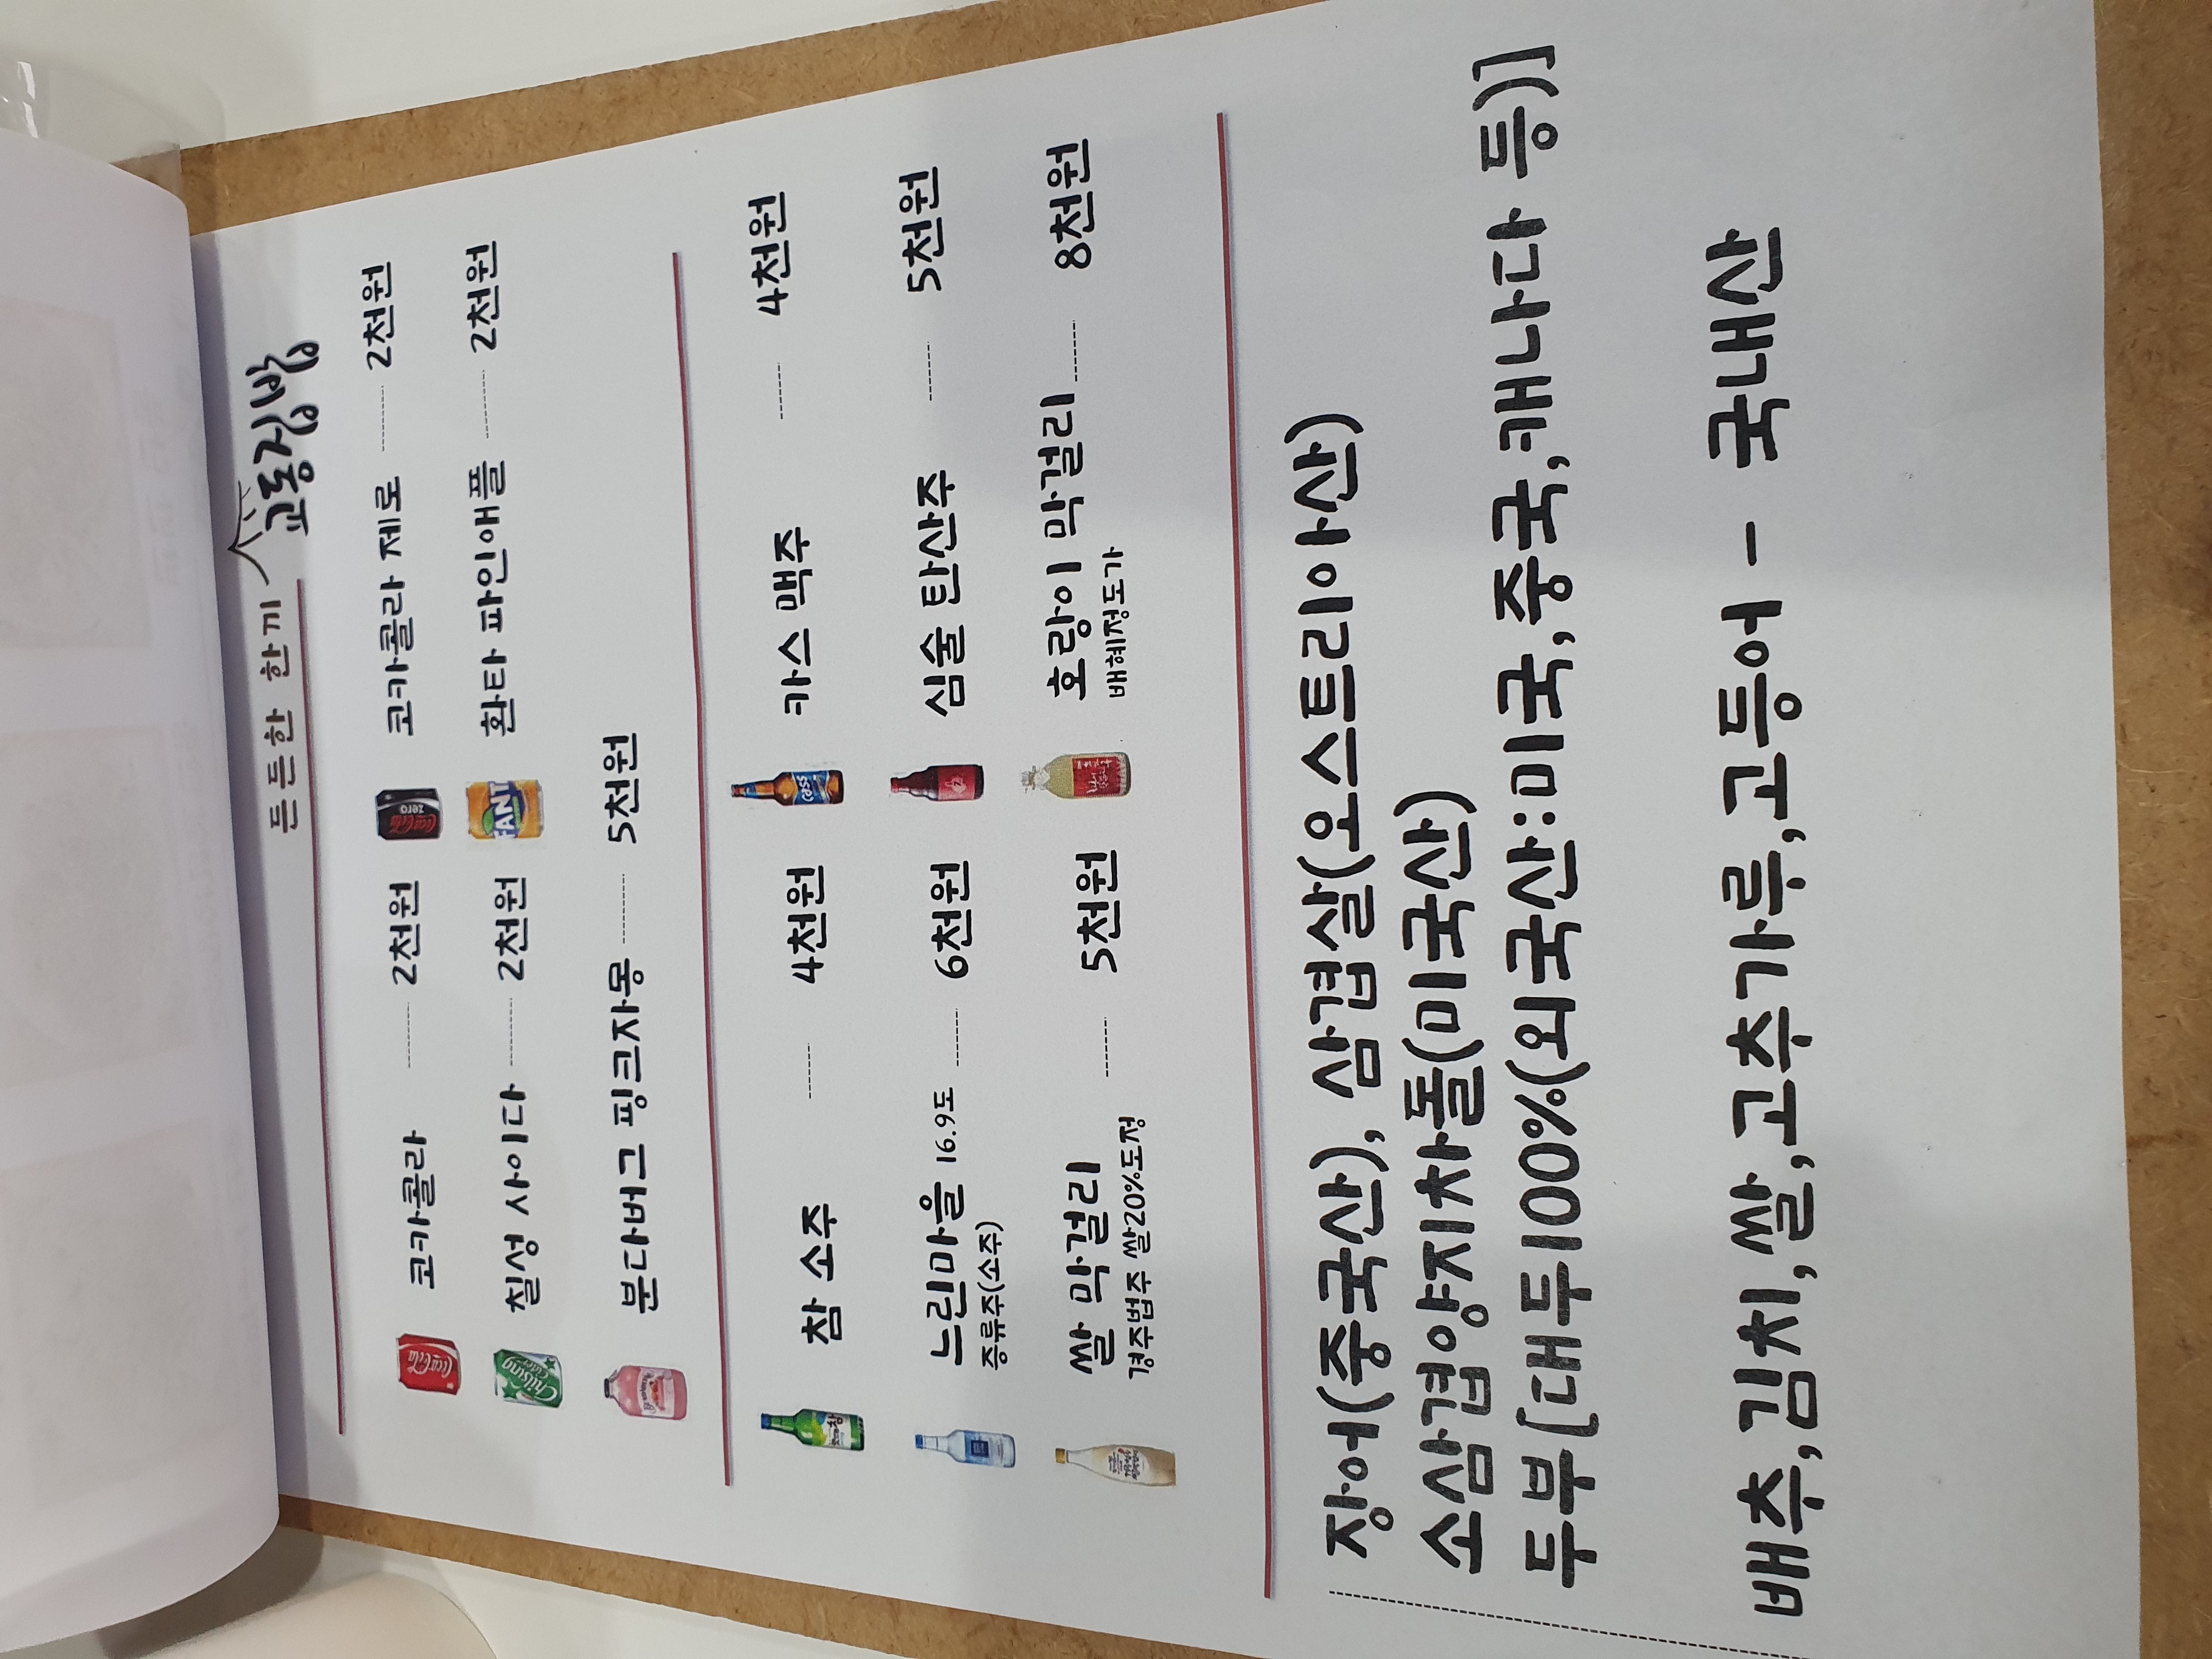 든든한 한끼 교동김밥
코카콜라 2천원 코카콜라 제로 2천원
칠성 사이다 2천원 환타 파인애플 2천원
분다버그 핑크자몽 5천원
참 소주 4천원 카스 맥주 4천원
느린마을 16.9도 6천원 심술 탄산주 5천원
증류주(소주)
쌀 막걸리 5천원 호랑이 막걸리 8천원
경주법주 쌀20%도정 배혜정도가
장어(중국산), 삼겹살(오스트리아산)
소삼겹양지차돌(미국산)
두부[대두100%(외국산:미국,중국,캐나다 등)]
배추,김치,쌀,고추가루,고등어 - 국내산